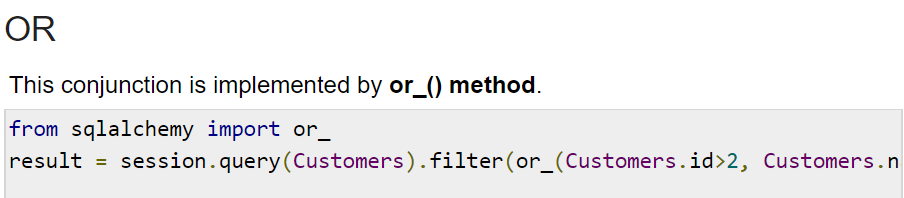 OR
This conjunction is implemented by or_() method.
from sqlalchemy import or_
result = session.query(Customers).filter(or_(Customers.id>2, Customers.n